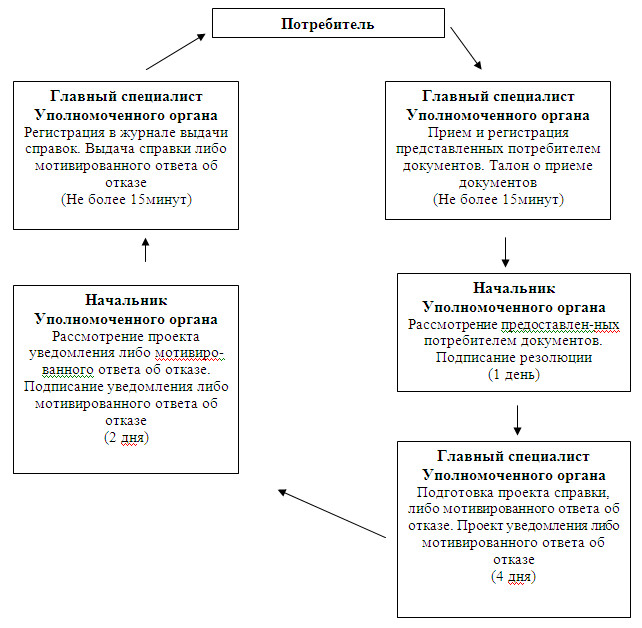 Потребитель
Главный специалист
Уполномоченного органа
Прием и регистрация
представленных потребителем
документов. Талон о приеме
документов
(Не более 15минут)
Начальник
Уполномоченного органа
Рассмотрение предоставлен-ных
потребителем документов.
Подписание резолюции
(1 день)
Главный специалист
Уполномоченного органа
Подготовка проекта справки,
либо мотивированного ответа об
отказе. Проект уведомления либо
мотивированного ответа об
отказе
(4 дня)
Начальник
Уполномоченного органа
Рассмотрение проекта
уведомления либо мотивиро-
ванного ответа об отказе.
Подписание уведомления либо
мотивированного ответа об
отказе
(2 дня)
Главный специалист
Уполномоченного органа
Регистрация в журнале выдачи
справок. Выдача справки либо
мотивированного ответа об
отказе
(Не более 15минут)